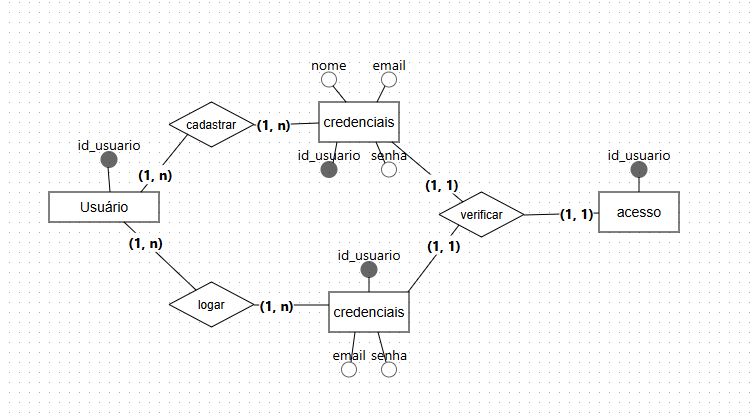 nome
email
cadastrar
(1, n)
credenciais
id_usuario
id_usuario
senha
id_usuario
(1, n)
(1, 1)
Usuário
verificar
(1, 1)
acesso
(1, n)
(1, 1)
id_usuario
logar
(1, n)
credenciais
email
senha